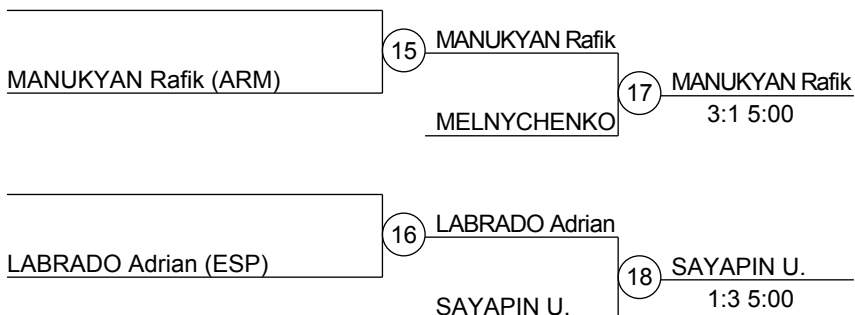 15 MANUKYAN Rafik
MANUKYAN Rafik (ARM)
17 MANUKYAN Rafik
3:1 5:00
MELNYCHENKO
16 LABRADO Adrian
LABRADO Adrian (ESP)
18 SAYAPIN U.
1:3 5:00
SAYAPIN U.